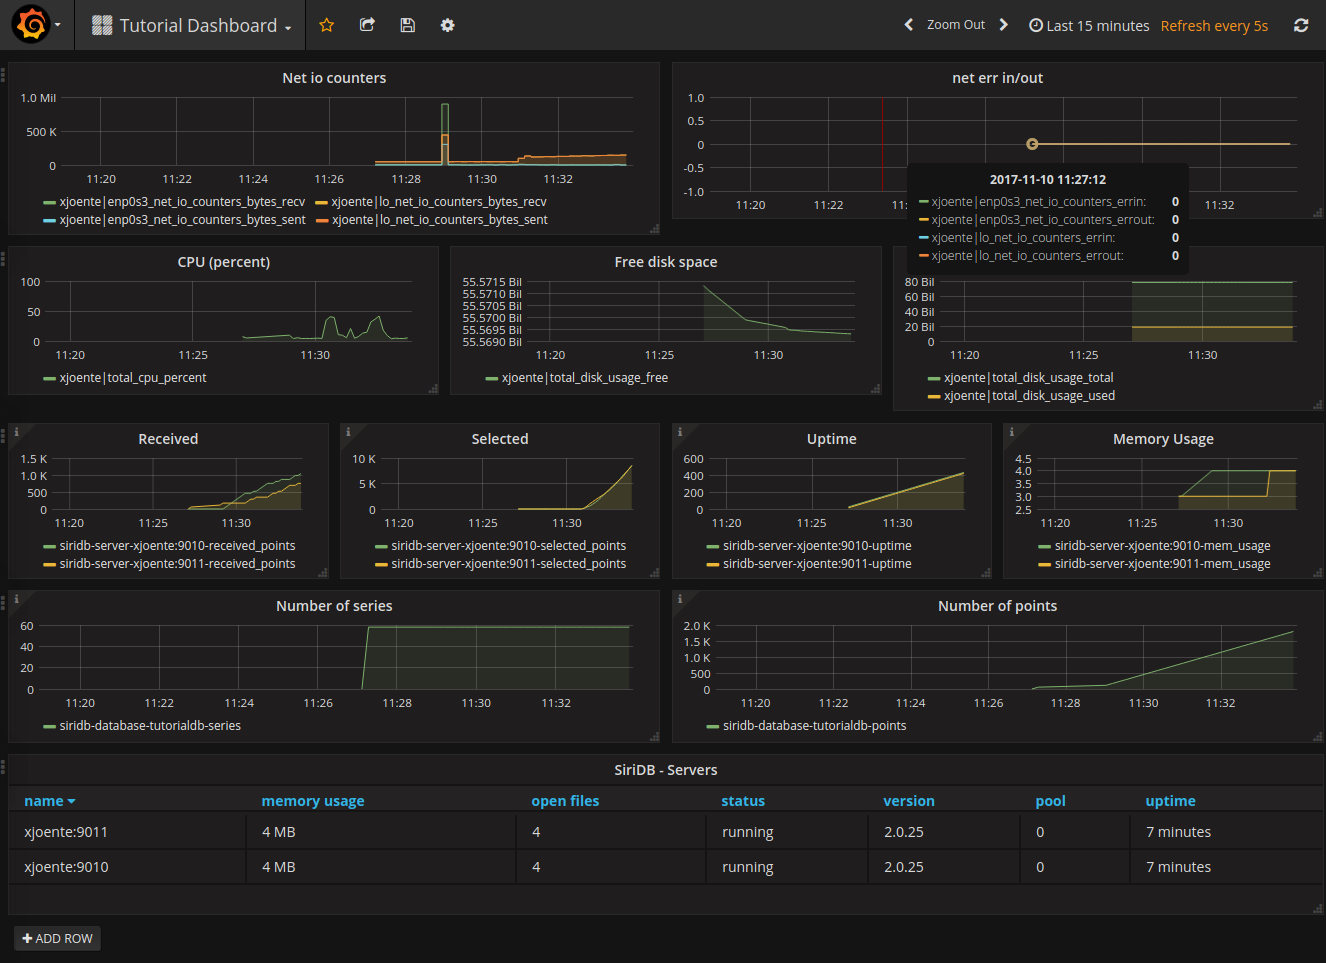 Tutorial Dashboard
Zoom Out
Last 15 minutes Refresh every 5s
Net io counters
1.0 Mil
500 K
0
11:20 11:22 11:24 11:26 11:28 11:30 11:32
xjoente|enp0s3_net_io_counters_bytes_recv xjoente|lo_net_io_counters_bytes_recv
xjoente|enp0s3_net_io_counters_bytes_sent xjoente|lo_net_io_counters_bytes_sent
net err in/out
1.0
0.5
0
-0.5
-1.0
11:20 11:22 11: 11:32
2017-11-10 11:27:12
xjoente|enp0s3_net_io_counters_errin: 0
xjoente|enp0s3_net_io_counters_errout: 0
xjoente|lo_net_io_counters_errin: 0
xjoente|lo_net_io_counters_errout: 0
CPU (percent)
100
50
0
11:20 11:25 11:30
xjoente|total_cpu_percent
Free disk space
55.5715 Bil
55.5710 Bil
55.5705 Bil
55.5700 Bil
55.5695 Bil
55.5690 Bil
11:20 11:25 11:30
xjoente|total_disk_usage_free
80 Bil
60 Bil
40 Bil
20 Bil
0
11:20 11:25 11:30
xjoente|total_disk_usage_total
xjoente|total_disk_usage_used
Received
1.5 K
1.0 K
500
0
11:20 11:25 11:30
siridb-server-xjoente:9010-received_points
siridb-server-xjoente:9011-received_points
Selected
10 K
5 K
0
11:20 11:25 11:30
siridb-server-xjoente:9010-selected_points
siridb-server-xjoente:9011-selected_points
Uptime
600
400
200
0
11:20 11:25 11:30
siridb-server-xjoente:9010-uptime
siridb-server-xjoente:9011-uptime
Memory Usage
4.5
4.0
3.5
3.0
2.5
11:20 11:25 11:30
siridb-server-xjoente:9010-mem_usage
siridb-server-xjoente:9011-mem_usage
Number of series
60
40
20
0
11:20 11:22 11:24 11:26 11:28 11:30 11:32
siridb-database-tutorialdb-series
Number of points
2.0 K
1.5 K
1.0 K
500
0
11:20 11:22 11:24 11:26 11:28 11:30 11:32
siridb-database-tutorialdb-points
SiriDB - Servers
name memory usage open files status version pool uptime
xjoente:9011 4 MB 4 running 2.0.25 0 7 minutes
xjoente:9010 4 MB 4 running 2.0.25 0 7 minutes
ADD ROW